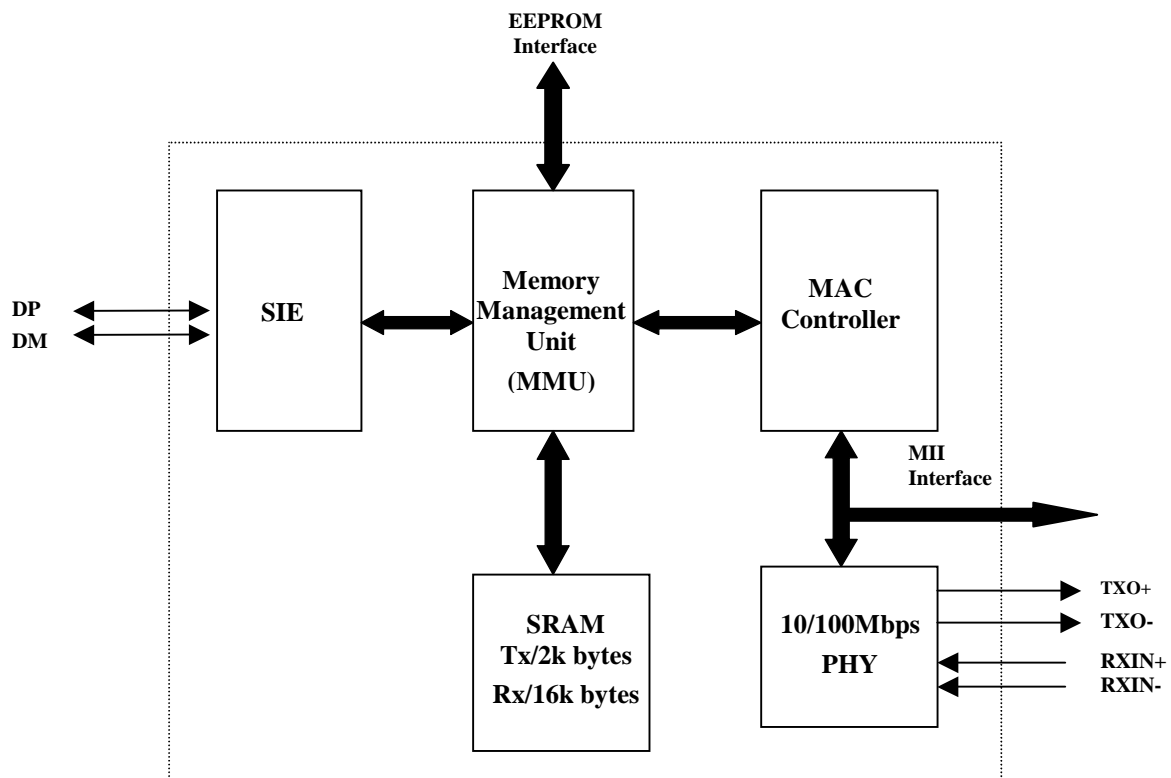 EEPROM
Interface
DP
DM
SIE
Memory
Management
Unit
(MMU)
MAC
Controller
MII
Interface
SRAM
Tx/2k bytes
Rx/16k bytes
10/100Mbps
PHY
TXO+
TXO-
RXIN+
RXIN-